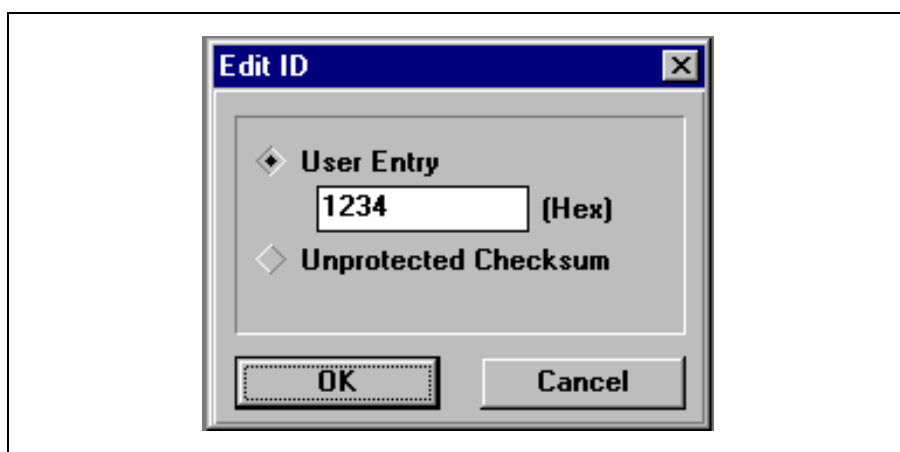 Edit ID
User Entry
1234 (Hex)
Unprotected Checksum
OK Cancel